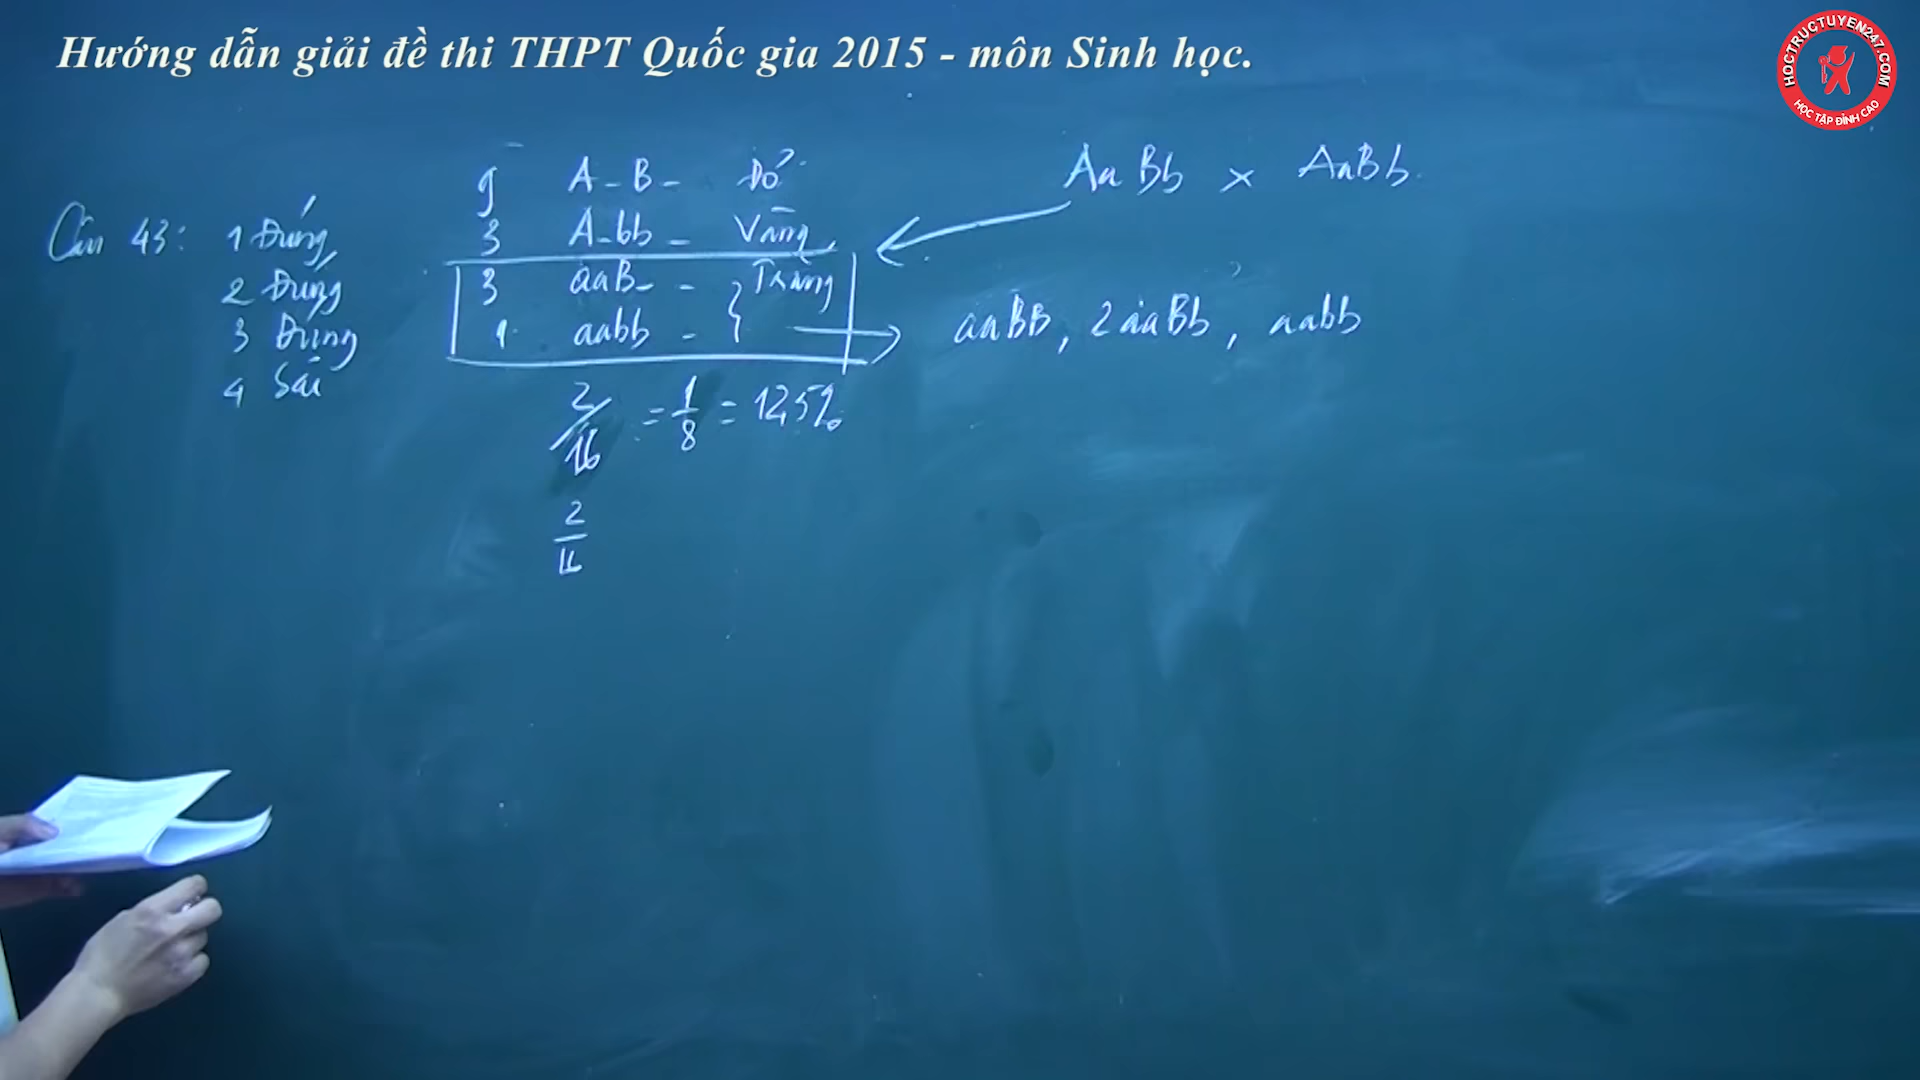 Hướng dẫn giải đề thi THPT Quốc gia 2015 - môn Sinh học.
HOCTRUCTUYEN247.COM
HỌC TẬP ĐỈNH CAO
Câu 43: 1 Đúng
2 Đúng
3 Đúng
4 Sai
9 A-B- Đỏ
3 A-bb - Vàng
3 aaB- -
1 aabb -
} Trắng
2/16 = 1/8 = 12,5%
2/16
AaBb × AaBb
aaBB, 2aaBb, aabb